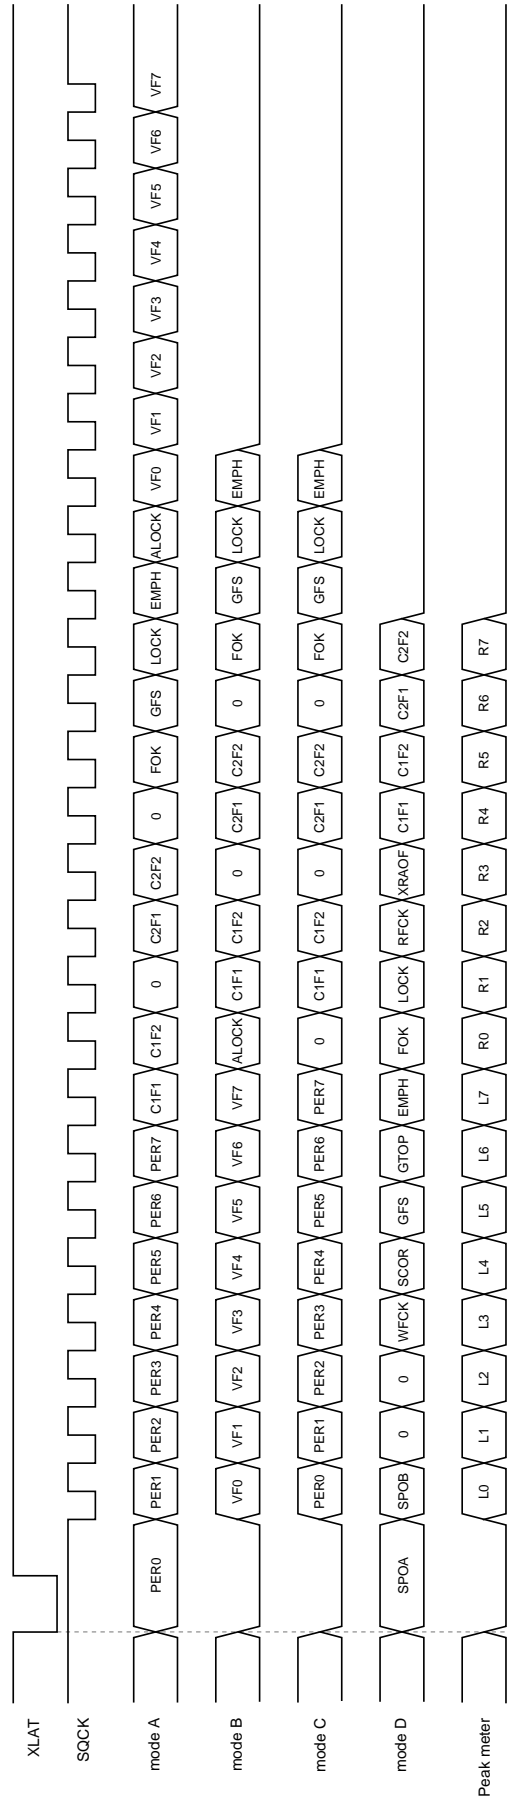 XLAT
SQCK
mode A PER0 PER1 PER2 PER3 PER4 PER5 PER6 PER7 C1F1 C1F2 0 C2F1 C2F2 0 FOK GFS LOCK EMPH ALOCK VF0 VF1 VF2 VF3 VF4 VF5 VF6 VF7
mode B VF0 VF1 VF2 VF3 VF4 VF5 VF6 VF7 ALOCK C1F1 C1F2 0 C2F1 C2F2 0 FOK GFS LOCK EMPH
mode C PER0 PER1 PER2 PER3 PER4 PER5 PER6 PER7 0 C1F1 C1F2 0 C2F1 C2F2 0 FOK GFS LOCK EMPH
mode D SPOA SPOB 0 0 WFCK SCOR GFS GTOP EMPH FOK LOCK RFCK XRAOF C1F1 C1F2 C2F1 C2F2
Peak meter L0 L1 L2 L3 L4 L5 L6 L7 R0 R1 R2 R3 R4 R5 R6 R7